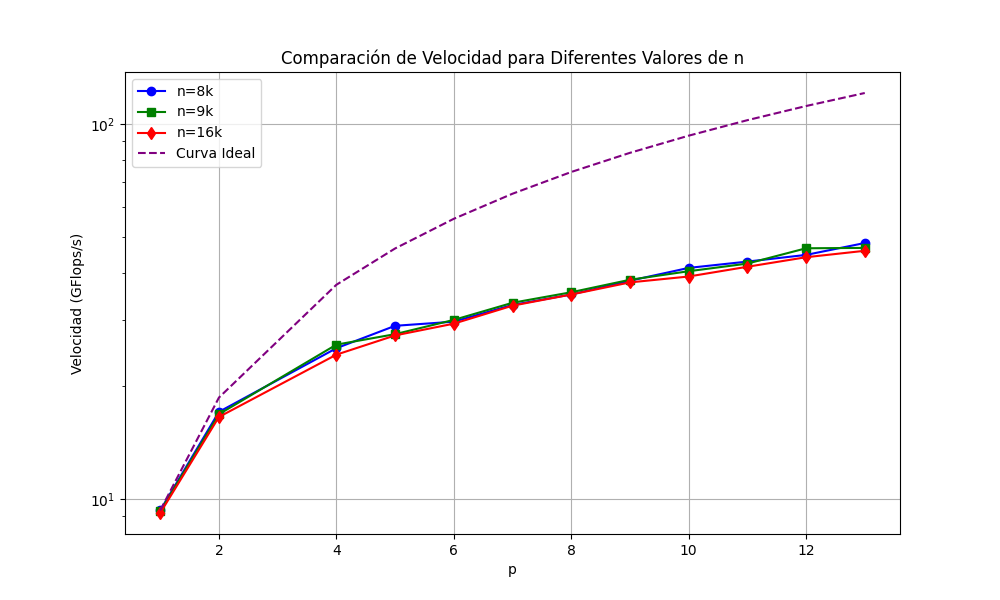 Comparación de Velocidad para Diferentes Valores de n
n=8k
n=9k
n=16k
Curva Ideal
Velocidad (GFlops/s)
10²
10¹
2 4 6 8 10 12
p